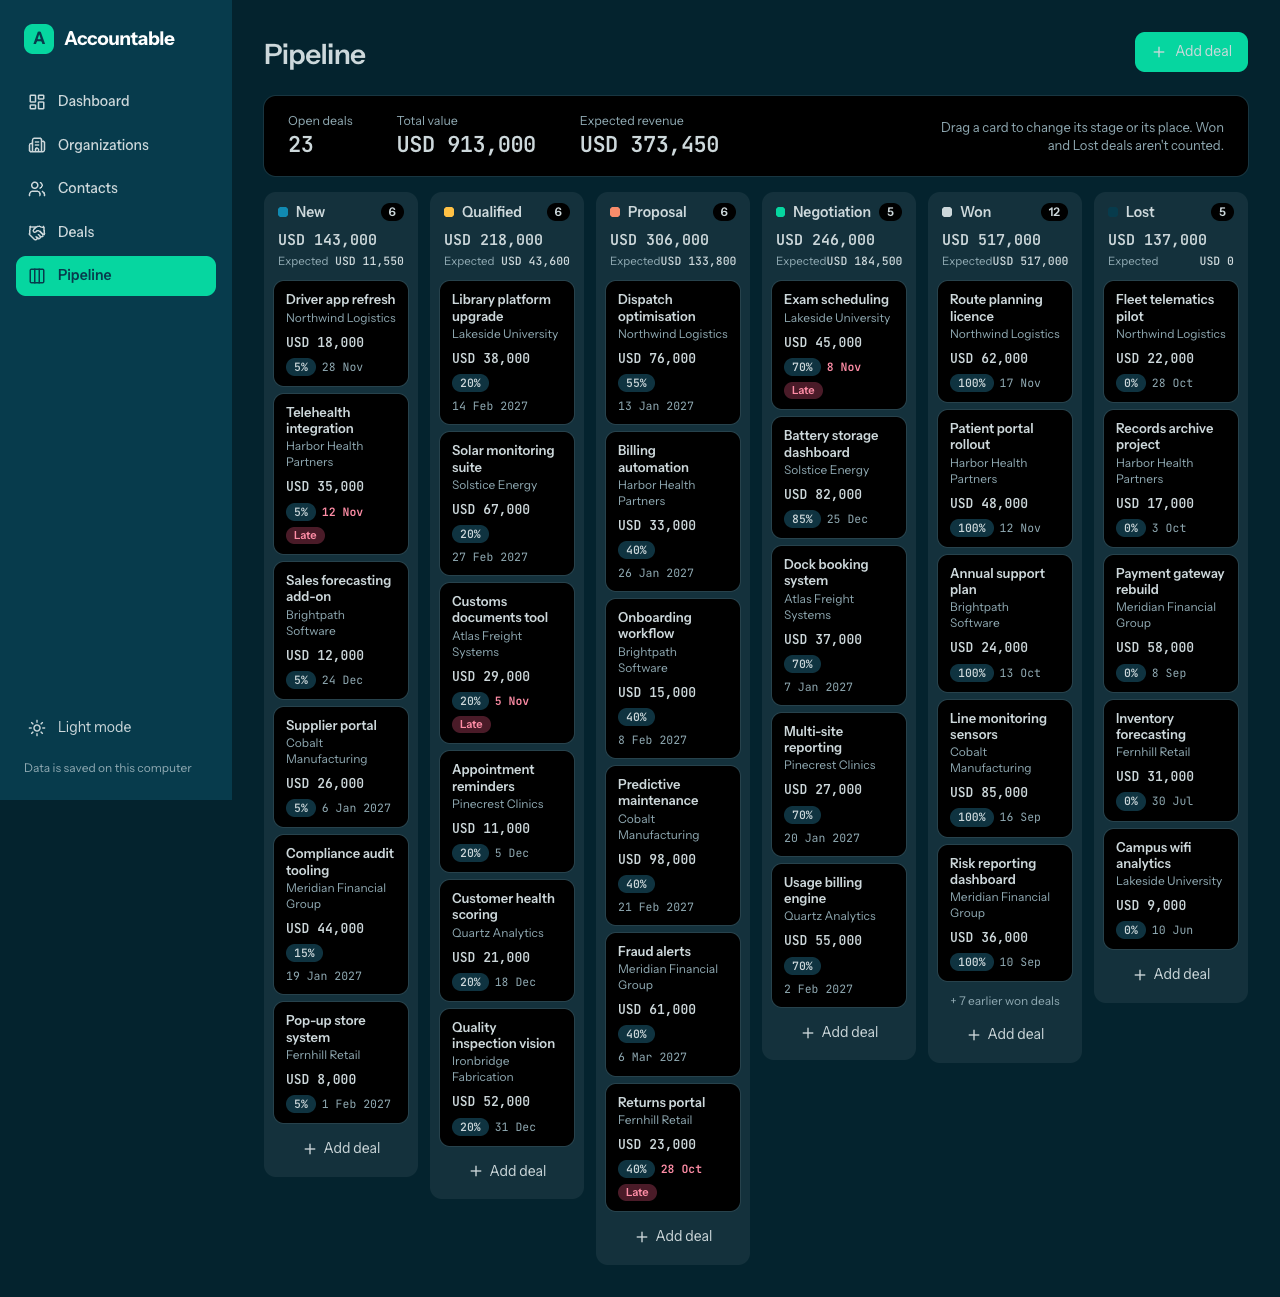 A Accountable
Dashboard
Organizations
Contacts
Deals
Pipeline
Light mode
Data is saved on this computer
Pipeline
Add deal
Open deals
23
Total value
USD 913,000
Expected revenue
USD 373,450
Drag a card to change its stage or its place. Won
and Lost deals aren't counted.
New 6
USD 143,000
Expected USD 11,550
Driver app refresh
Northwind Logistics
USD 18,000
5% 28 Nov
Telehealth
integration
Harbor Health
Partners
USD 35,000
5% 12 Nov
Late
Sales forecasting
add-on
Brightpath
Software
USD 12,000
5% 24 Dec
Supplier portal
Cobalt
Manufacturing
USD 26,000
5% 6 Jan 2027
Compliance audit
tooling
Meridian Financial
Group
USD 44,000
15%
19 Jan 2027
Pop-up store
system
Fernhill Retail
USD 8,000
5% 1 Feb 2027
Add deal
Qualified 6
USD 218,000
Expected USD 43,600
Library platform
upgrade
Lakeside University
USD 38,000
20%
14 Feb 2027
Solar monitoring
suite
Solstice Energy
USD 67,000
20%
27 Feb 2027
Customs
documents tool
Atlas Freight
Systems
USD 29,000
20% 5 Nov
Late
Appointment
reminders
Pinecrest Clinics
USD 11,000
20% 5 Dec
Customer health
scoring
Quartz Analytics
USD 21,000
20% 18 Dec
Quality
inspection vision
Ironbridge
Fabrication
USD 52,000
20% 31 Dec
Add deal
Proposal 6
USD 306,000
Expected USD 133,800
Dispatch
optimisation
Northwind Logistics
USD 76,000
55%
13 Jan 2027
Billing
automation
Harbor Health
Partners
USD 33,000
40%
26 Jan 2027
Onboarding
workflow
Brightpath
Software
USD 15,000
40%
8 Feb 2027
Predictive
maintenance
Cobalt
Manufacturing
USD 98,000
40%
21 Feb 2027
Fraud alerts
Meridian Financial
Group
USD 61,000
40%
6 Mar 2027
Returns portal
Fernhill Retail
USD 23,000
40% 28 Oct
Late
Add deal
Negotiation 5
USD 246,000
Expected USD 184,500
Exam scheduling
Lakeside University
USD 45,000
70% 8 Nov
Late
Battery storage
dashboard
Solstice Energy
USD 82,000
85% 25 Dec
Dock booking
system
Atlas Freight
Systems
USD 37,000
70%
7 Jan 2027
Multi-site
reporting
Pinecrest Clinics
USD 27,000
70%
20 Jan 2027
Usage billing
engine
Quartz Analytics
USD 55,000
70%
2 Feb 2027
Add deal
Won 12
USD 517,000
Expected USD 517,000
Route planning
licence
Northwind Logistics
USD 62,000
100% 17 Nov
Patient portal
rollout
Harbor Health
Partners
USD 48,000
100% 12 Nov
Annual support
plan
Brightpath
Software
USD 24,000
100% 13 Oct
Line monitoring
sensors
Cobalt
Manufacturing
USD 85,000
100% 16 Sep
Risk reporting
dashboard
Meridian Financial
Group
USD 36,000
100% 10 Sep
+ 7 earlier won deals
Add deal
Lost 5
USD 137,000
Expected USD 0
Fleet telematics
pilot
Northwind Logistics
USD 22,000
0% 28 Oct
Records archive
project
Harbor Health
Partners
USD 17,000
0% 3 Oct
Payment gateway
rebuild
Meridian Financial
Group
USD 58,000
0% 8 Sep
Inventory
forecasting
Fernhill Retail
USD 31,000
0% 30 Jul
Campus wifi
analytics
Lakeside University
USD 9,000
0% 10 Jun
Add deal